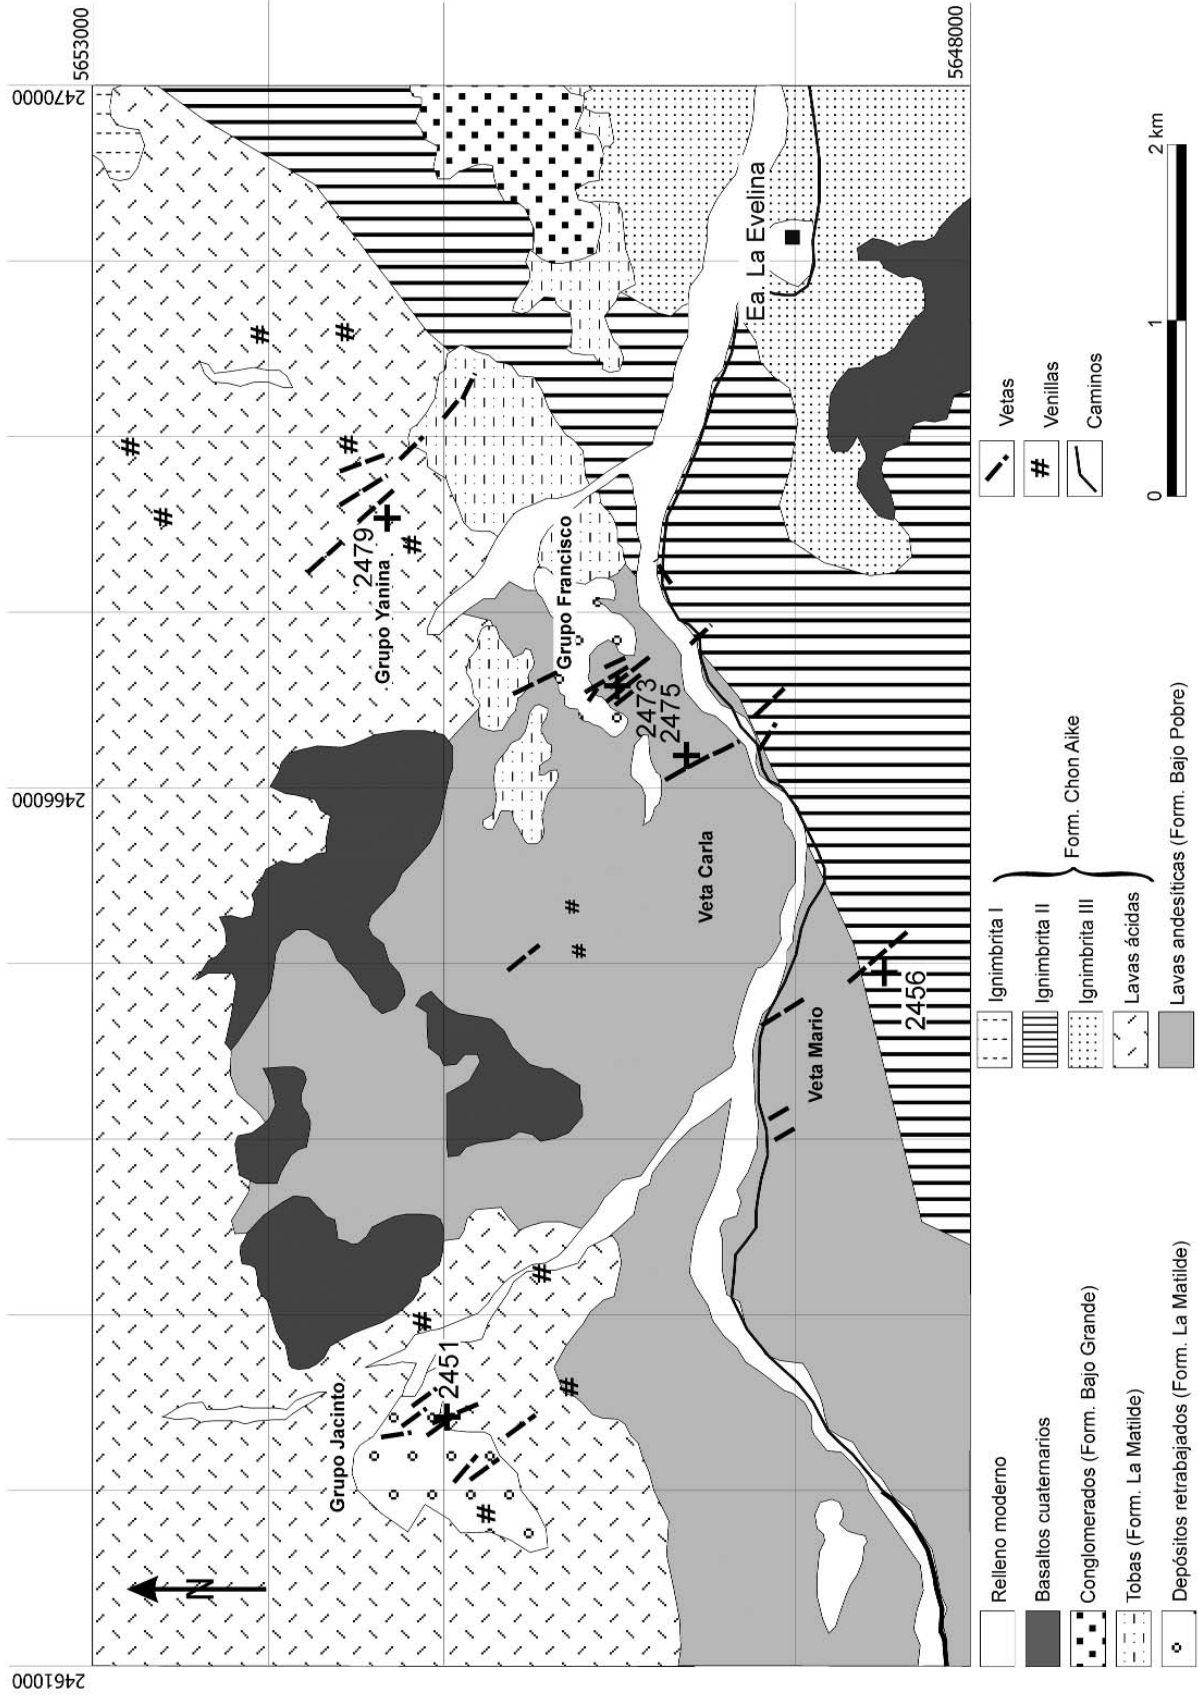 5653000
5648000
2470000
2466000
2461000
N
Grupo Jacinto
2451
Grupo Yanina
2479
Grupo Francisco
2473
2475
Veta Carla
Veta Mario
2456
Ea. La Evelina
Relleno moderno
Basaltos cuaternarios
Conglomerados (Form. Bajo Grande)
Tobas (Form. La Matilde)
Depósitos retrabajados (Form. La Matilde)
Ignimbrita I
Ignimbrita II
Ignimbrita III
Lavas ácidas
Form. Chon Aike
Lavas andesíticas (Form. Bajo Pobre)
Vetas
Venillas
Caminos
0 1 2 km